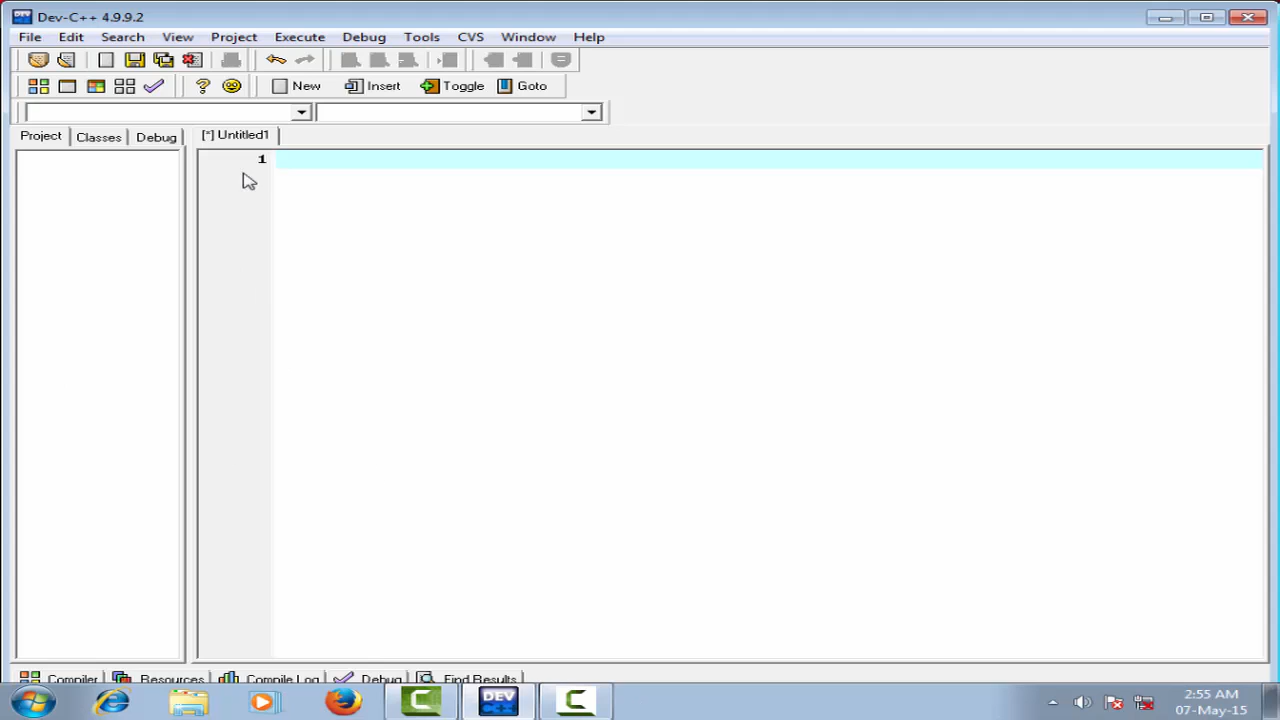 Dev-C++ 4.9.9.2
File Edit Search View Project Execute Debug Tools CVS Window Help
New Insert Toggle Goto
Project Classes Debug [*] Untitled1
1
Compiler Resources Compile Log Debug Find Results
DEV C++
2:55 AM
07-May-15